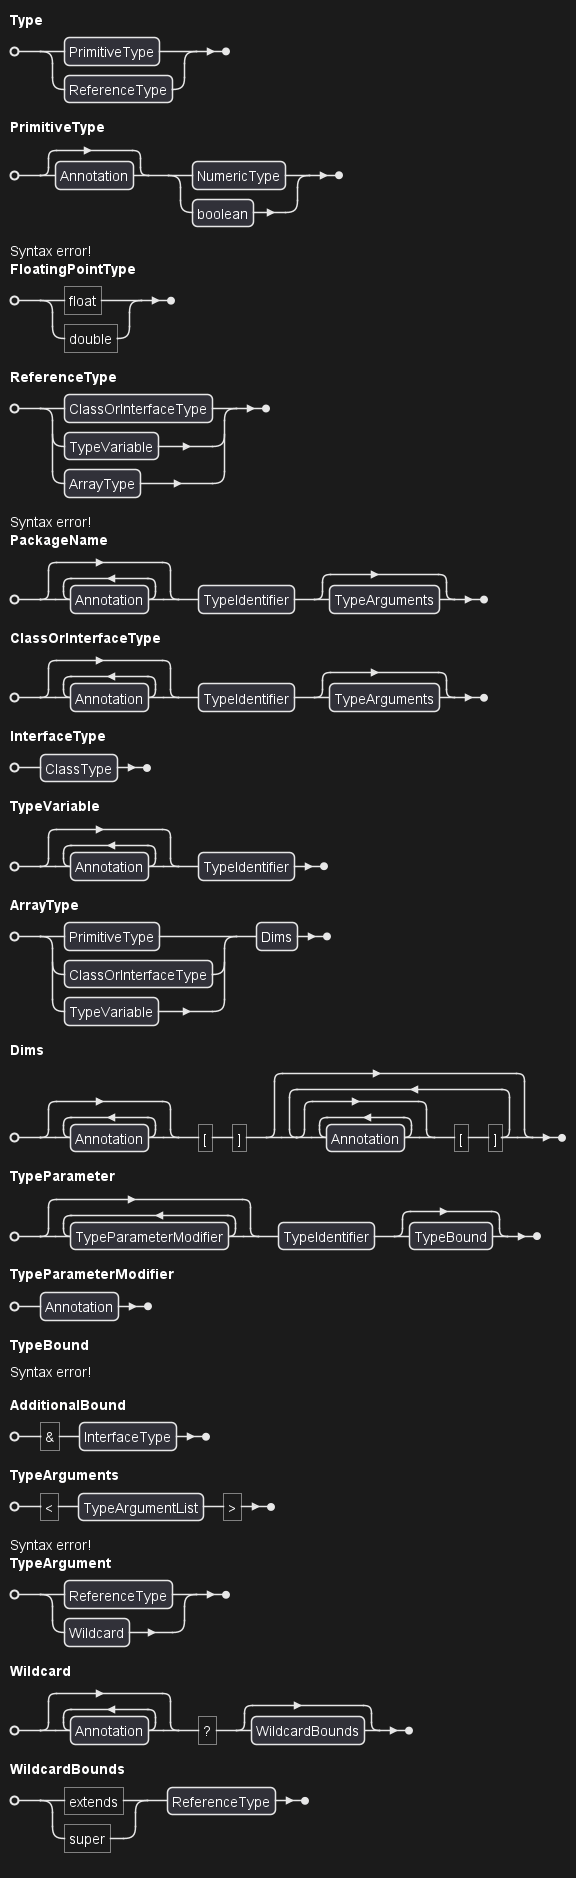 Type
PrimitiveType
ReferenceType
PrimitiveType
Annotation NumericType
boolean
Syntax error!
FloatingPointType
float
double
ReferenceType
ClassOrInterfaceType
TypeVariable
ArrayType
Syntax error!
PackageName
Annotation TypeIdentifier TypeArguments
ClassOrInterfaceType
Annotation TypeIdentifier TypeArguments
InterfaceType
ClassType
TypeVariable
Annotation TypeIdentifier
ArrayType
PrimitiveType Dims
ClassOrInterfaceType
TypeVariable
Dims
Annotation [ ] Annotation [ ]
TypeParameter
TypeParameterModifier TypeIdentifier TypeBound
TypeParameterModifier
Annotation
TypeBound
Syntax error!
AdditionalBound
& InterfaceType
TypeArguments
< TypeArgumentList >
Syntax error!
TypeArgument
ReferenceType
Wildcard
Wildcard
Annotation ? WildcardBounds
WildcardBounds
extends ReferenceType
super